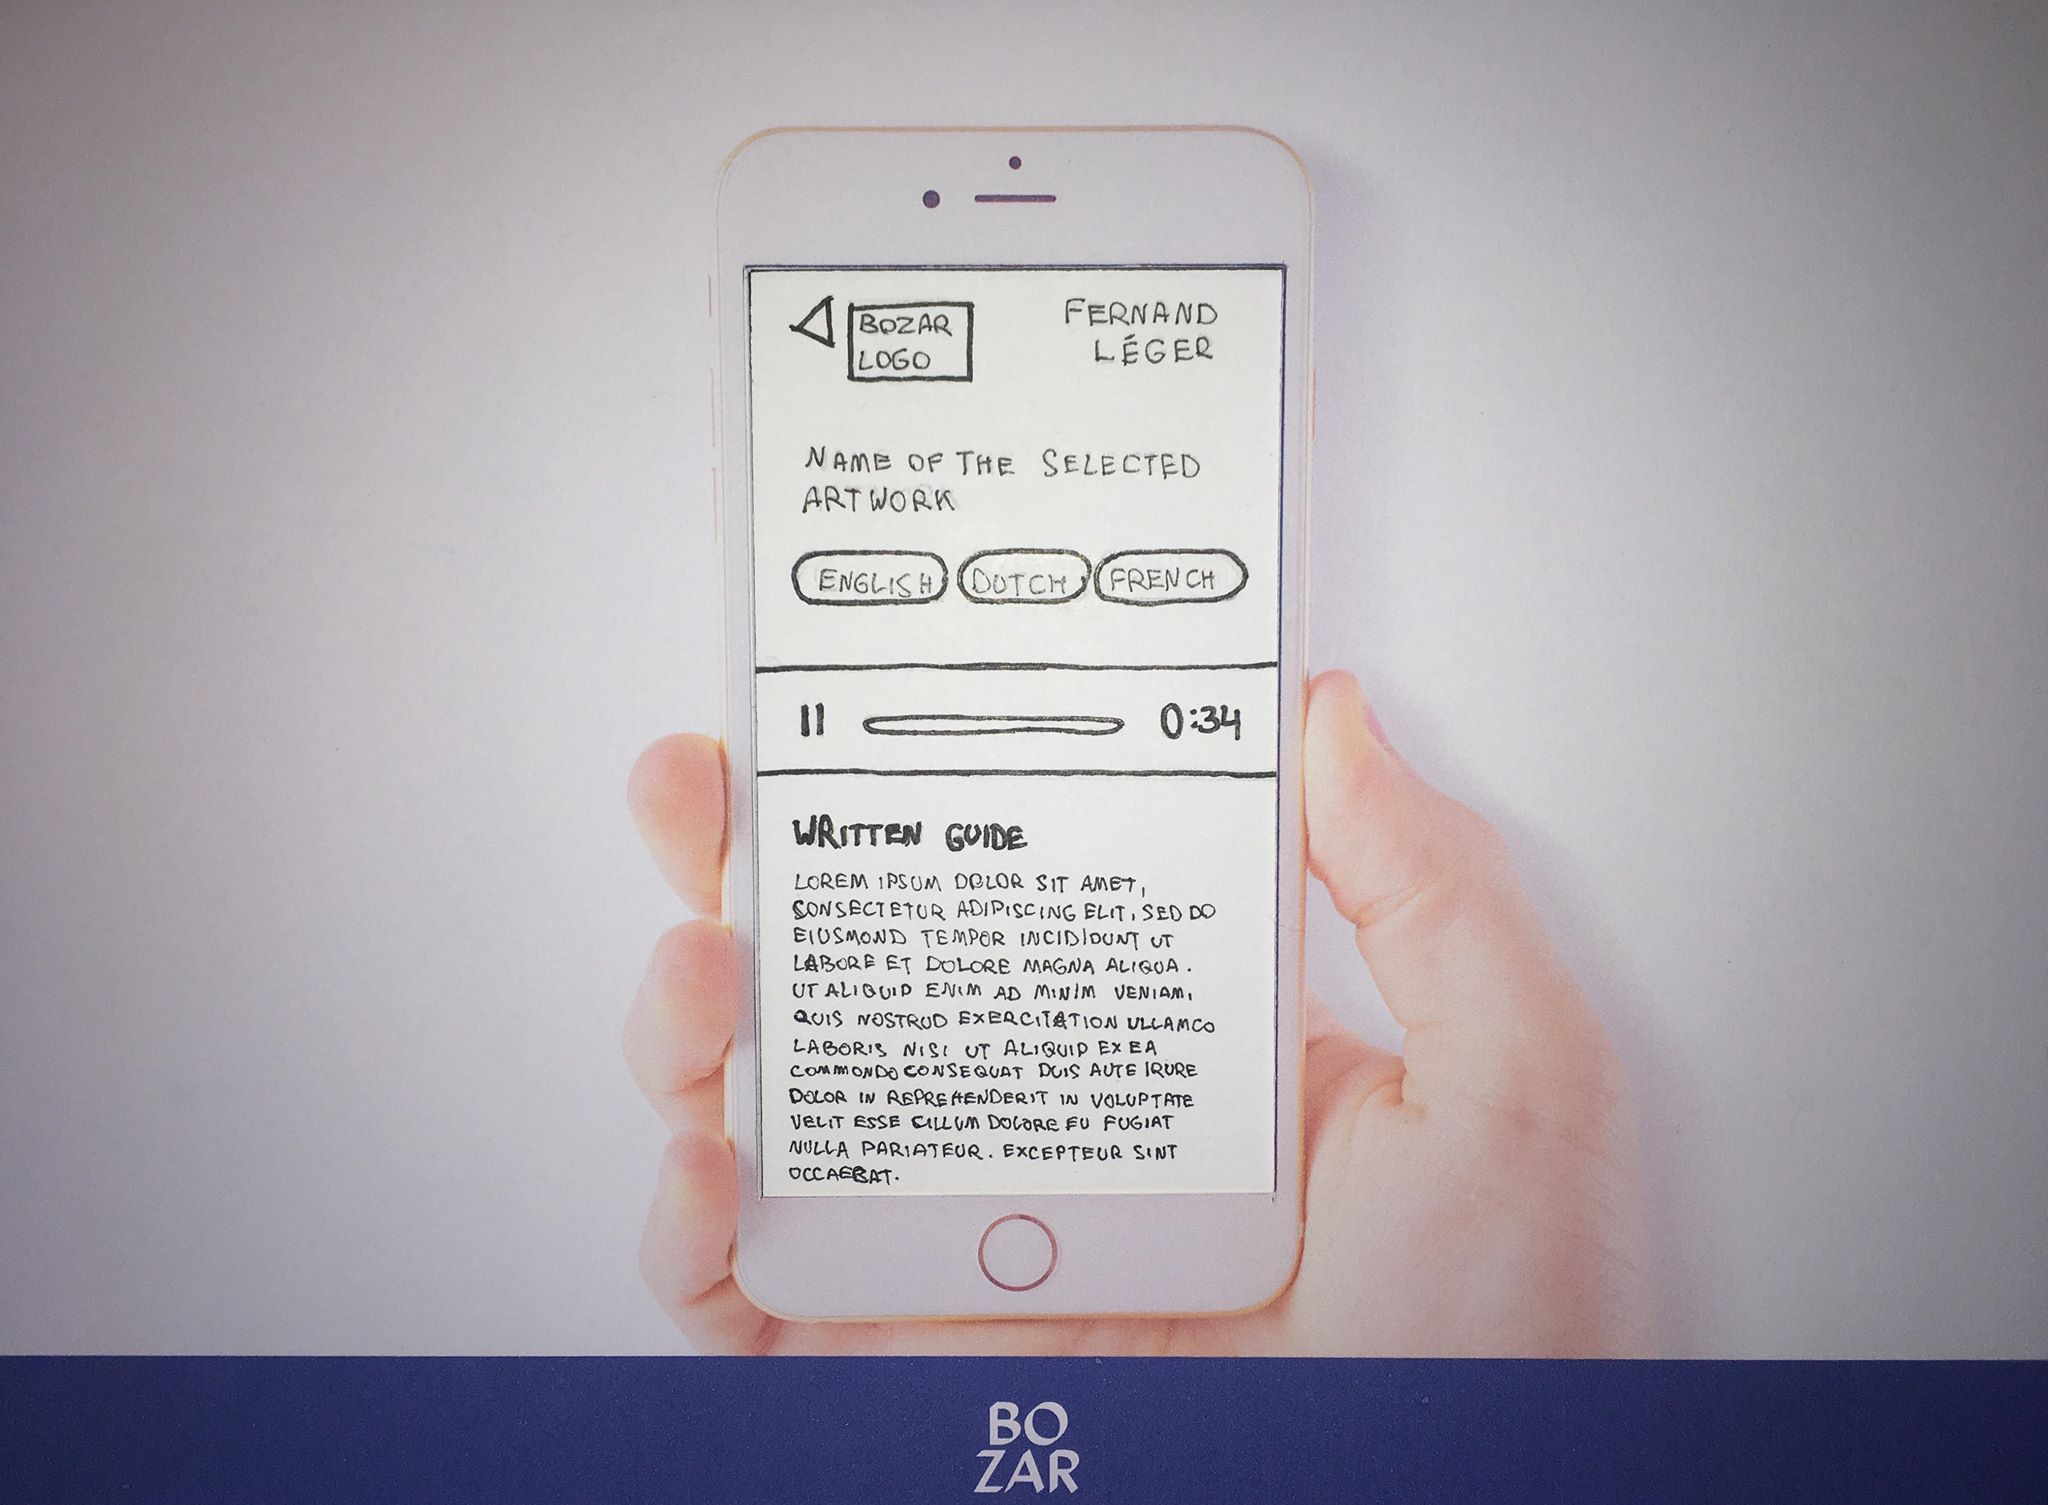 BOZAR
LOGO
FERNAND
LÉGER
NAME OF THE SELECTED
ARTWORK
ENGLISH DUTCH FRENCH
0:34
WRITTEN GUIDE
LOREM IPSUM DOLOR SIT AMET,
SONSECTETUR ADIPISCING ELIT, SED DO
EIUSMOND TEMPOR INCIDIDUNT UT
LABORE ET DOLORE MAGNA ALIQUA.
UT ALIQUID ENIM AD MINIM VENIAM,
QUIS NOSTRUD EXERCITATION ULLAMCO
LABORIS NISI UT ALIQUID EX EA
COMMONDO CONSEQUAT DUIS AUTE IRURE
DOLOR IN REPREHENDERIT IN VOLUPTATE
VELIT ESSE CILLUM DOLORE EU FUGIAT
NULLA PARIATEUR. EXCEPTEUR SINT
OCCAEBAT.
BO
ZAR